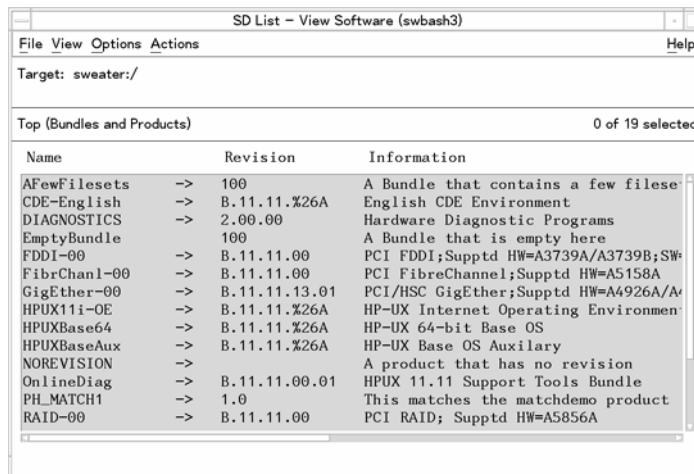 SD List - View Software (swbash3)
File View Options Actions Help
Target: sweater:/
Top (Bundles and Products) 0 of 19 selected
Name Revision Information
AFewFilesets -> 100 A Bundle that contains a few filese
CDE-English -> B.11.11.%26A English CDE Environment
DIAGNOSTICS -> 2.00.00 Hardware Diagnostic Programs
EmptyBundle 100 A Bundle that is empty here
FDDI-00 -> B.11.11.00 PCI FDDI;Supptd HW=A3739A/A3739B;SW=
FibrChanl-00 -> B.11.11.00 PCI FibreChannel;Supptd HW=A5158A
GigEther-00 -> B.11.11.13.01 PCI/HSC GigEther;Supptd HW=A4926A/A4
HPUX11i-OE -> B.11.11.%26A HP-UX Internet Operating Environmen
HPUXBase64 -> B.11.11.%26A HP-UX 64-bit Base OS
HPUXBaseAux -> B.11.11.%26A HP-UX Base OS Auxilary
NOREVISION -> A product that has no revision
OnlineDiag -> B.11.11.00.01 HPUX 11.11 Support Tools Bundle
PH_MATCH1 -> 1.0 This matches the matchdemo product
RAID-00 -> B.11.11.00 PCI RAID; Supptd HW=A5856A